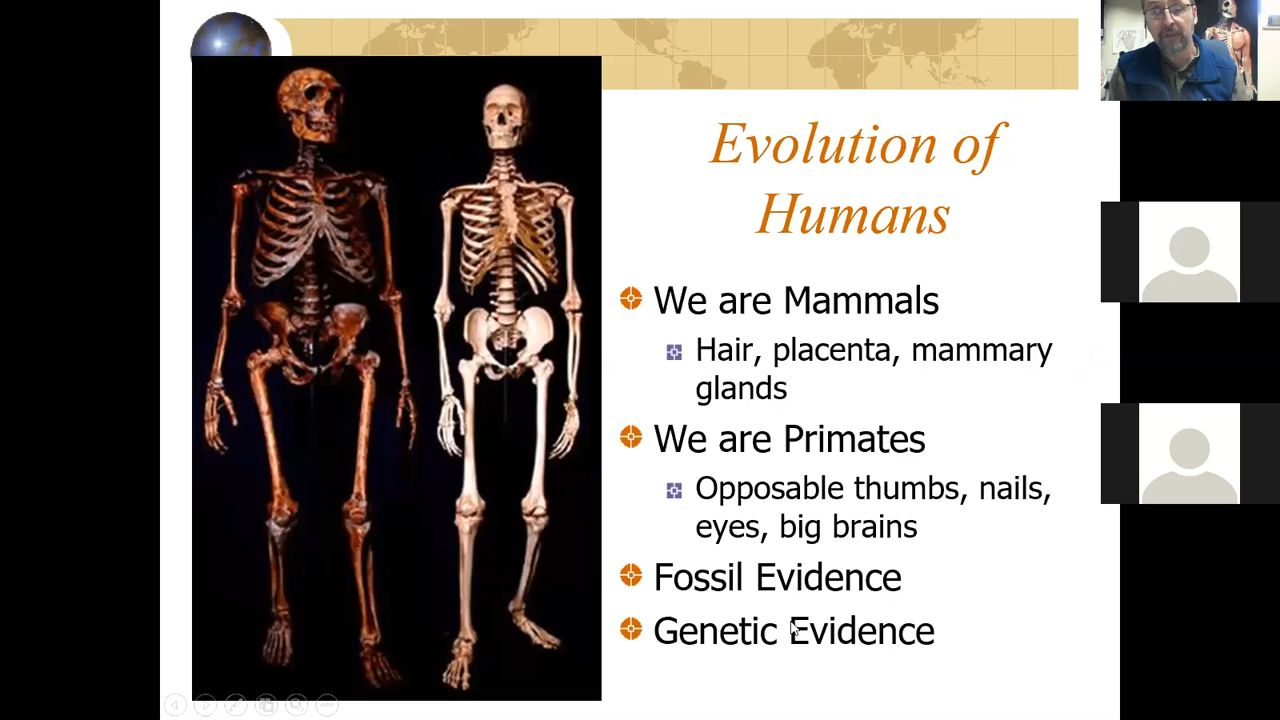 Evolution of
Humans
We are Mammals
Hair, placenta, mammary
glands
We are Primates
Opposable thumbs, nails,
eyes, big brains
Fossil Evidence
Genetic Evidence